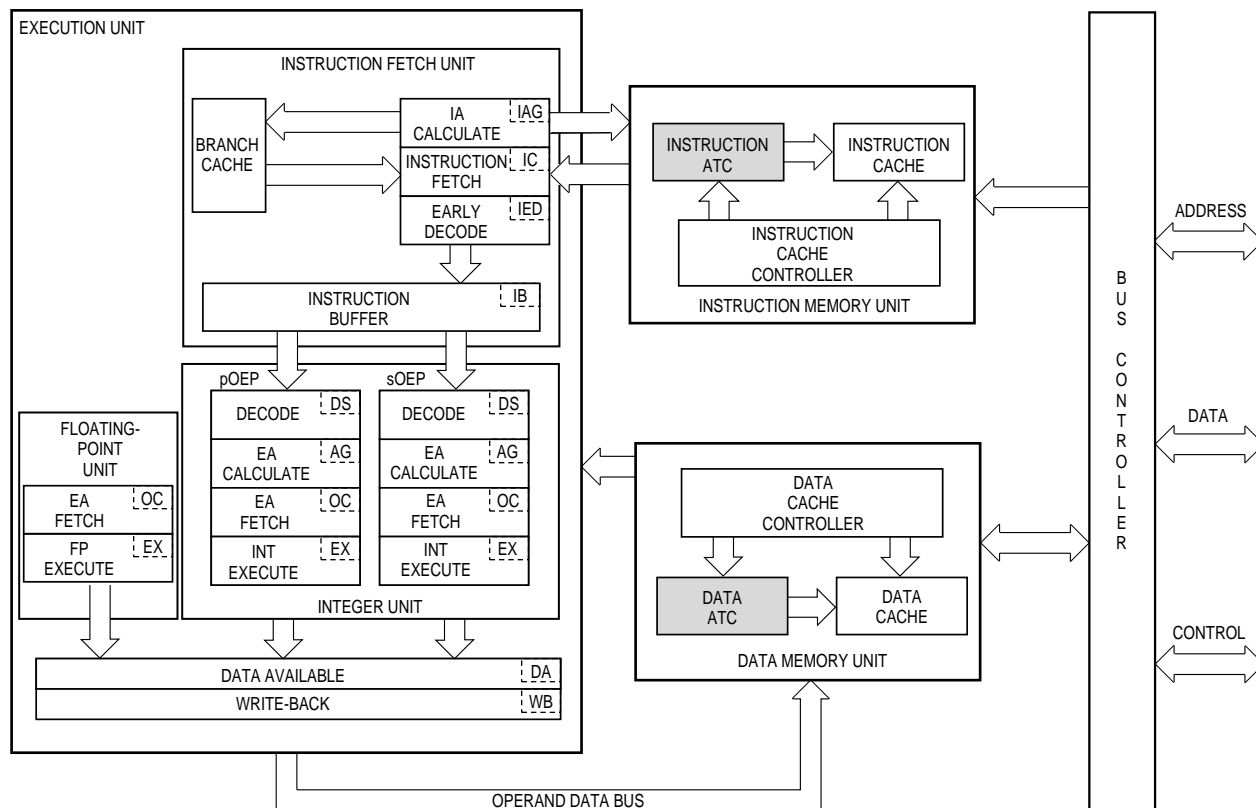 EXECUTION UNIT
INSTRUCTION FETCH UNIT
BRANCH
CACHE
IA
CALCULATE
IAG
INSTRUCTION
FETCH
IC
EARLY
DECODE
IED
INSTRUCTION
BUFFER
IB
INSTRUCTION
ATC
INSTRUCTION
CACHE
INSTRUCTION
CACHE
CONTROLLER
INSTRUCTION MEMORY UNIT
pOEP
sOEP
DECODE
DS
EA
CALCULATE
AG
EA
FETCH
OC
INT
EXECUTE
EX
DECODE
DS
EA
CALCULATE
AG
EA
FETCH
OC
INT
EXECUTE
EX
INTEGER UNIT
FLOATING-
POINT
UNIT
EA
FETCH
OC
FP
EXECUTE
EX
DATA AVAILABLE
DA
WRITE-BACK
WB
DATA
CACHE
CONTROLLER
DATA
ATC
DATA
CACHE
DATA MEMORY UNIT
OPERAND DATA BUS
BUS CONTROLLER
ADDRESS
DATA
CONTROL